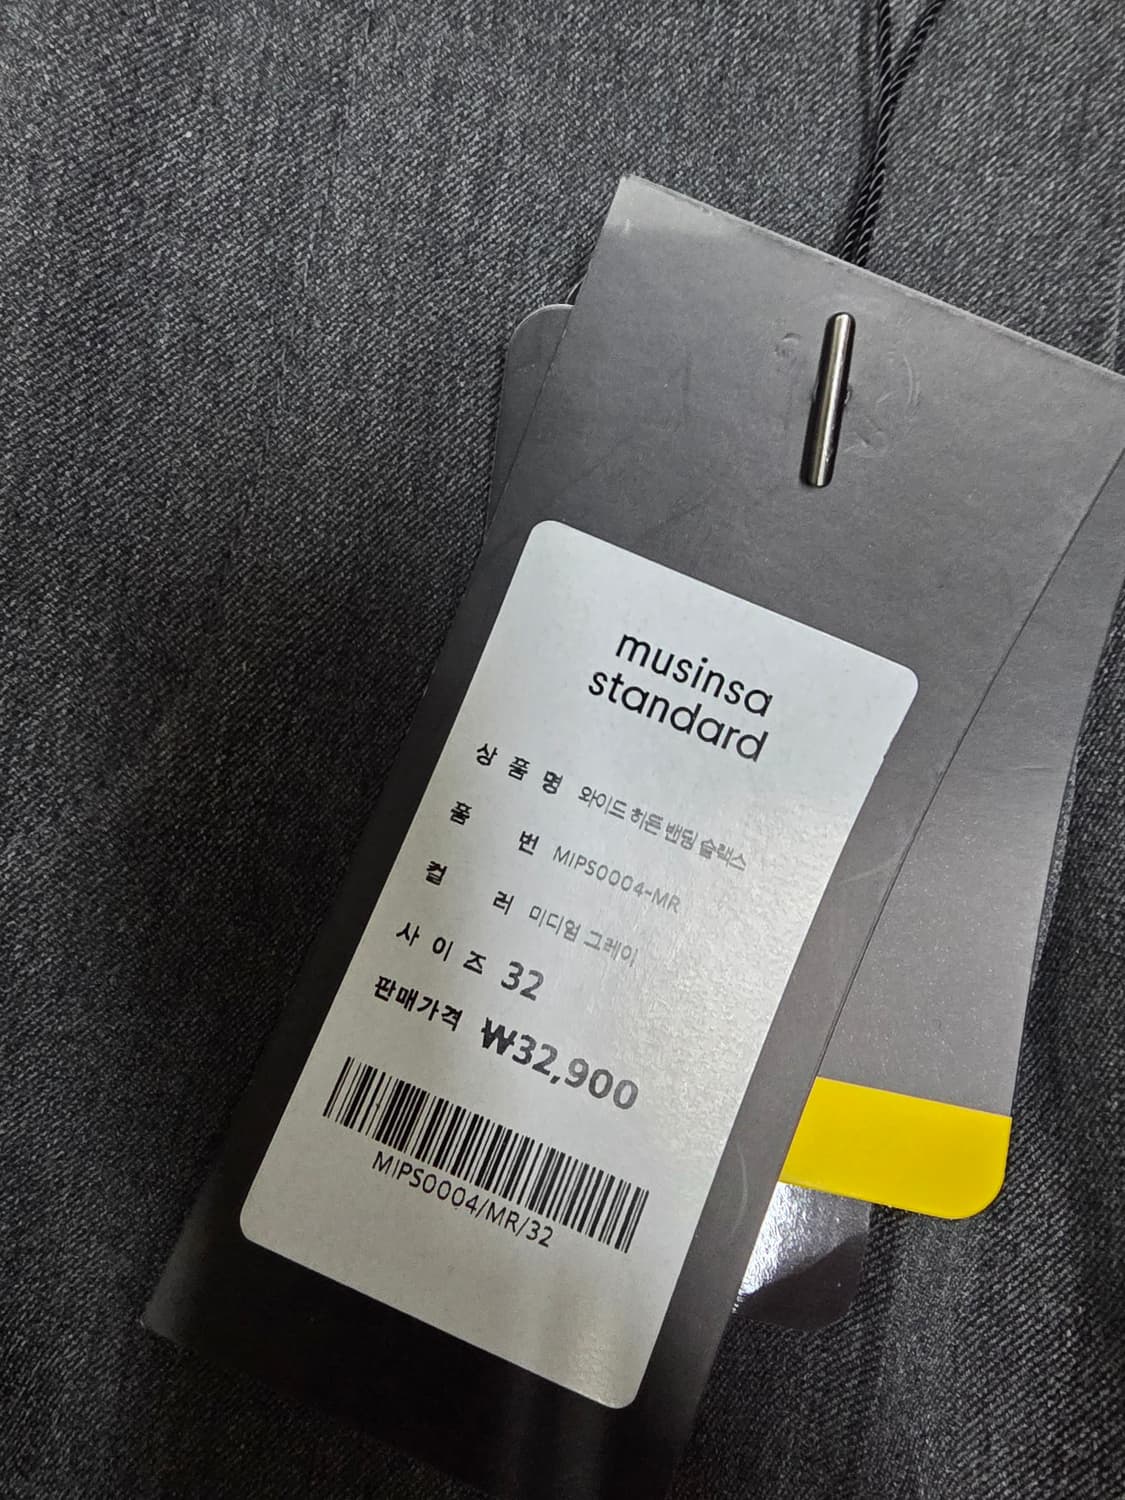 musinsa
standard
상품명 와이드 히든 밴딩 슬랙스
품번 MIPS0004-MR
컬러 미디엄 그레이
사이즈 32
판매가격 ₩32,900
MIPS0004/MR/32